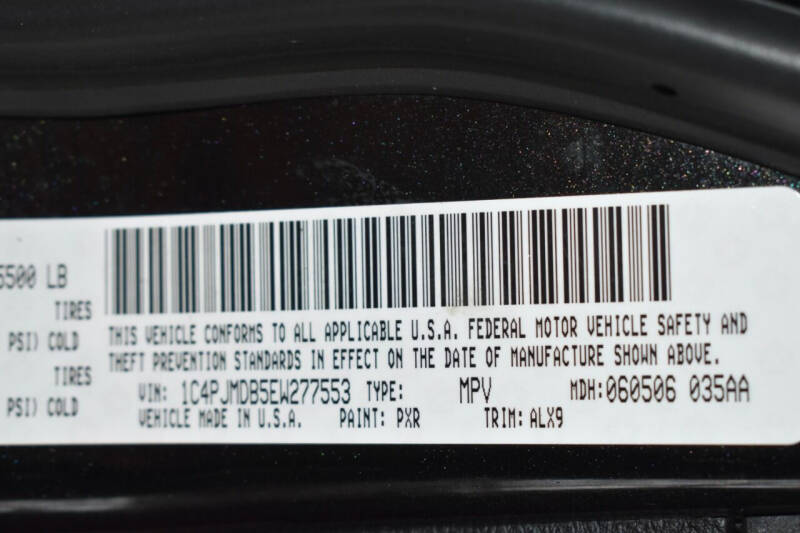 5500 LB
TIRES
PSI) COLD
TIRES
PSI) COLD
THIS VEHICLE CONFORMS TO ALL APPLICABLE U.S.A. FEDERAL MOTOR VEHICLE SAFETY AND
THEFT PREVENTION STANDARDS IN EFFECT ON THE DATE OF MANUFACTURE SHOWN ABOVE.
VIN: 1C4PJMDB5EW277553 TYPE: MPV MDH:060506 035AA
VEHICLE MADE IN U.S.A. PAINT: PXR TRIM: ALX9